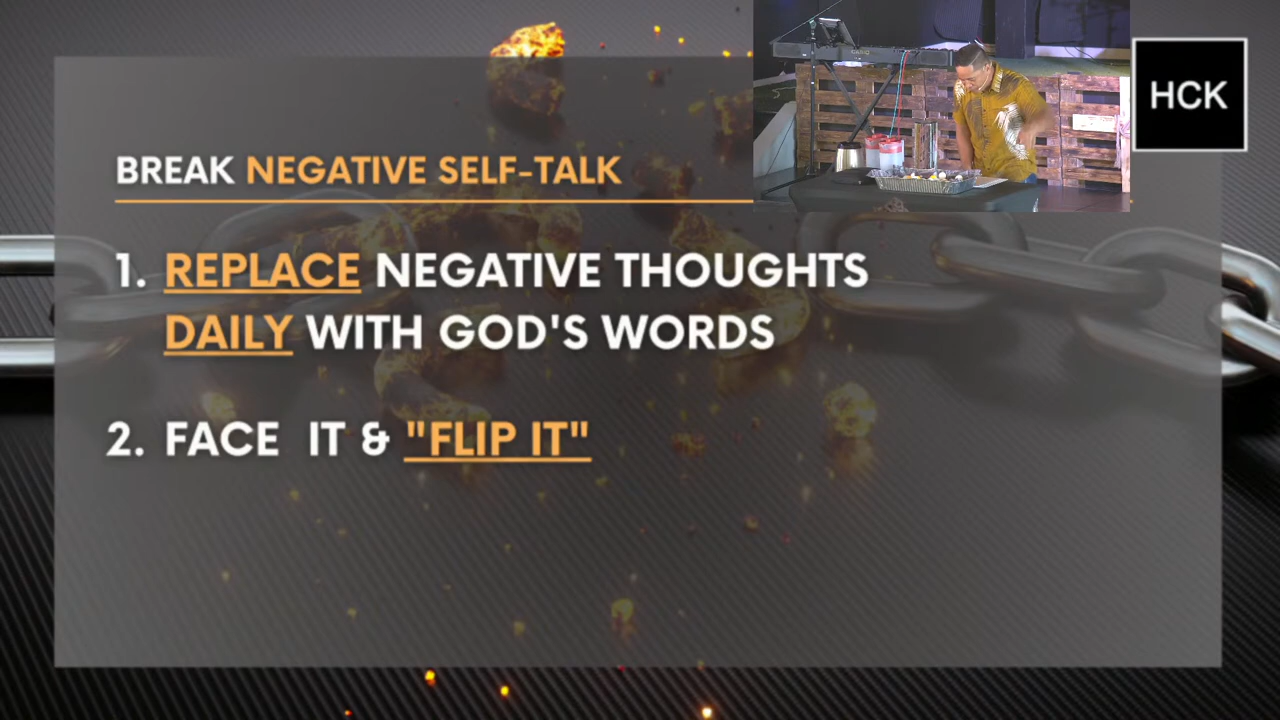 HCK
BREAK NEGATIVE SELF-TALK
1. REPLACE NEGATIVE THOUGHTS
DAILY WITH GOD'S WORDS
2. FACE IT & "FLIP IT"